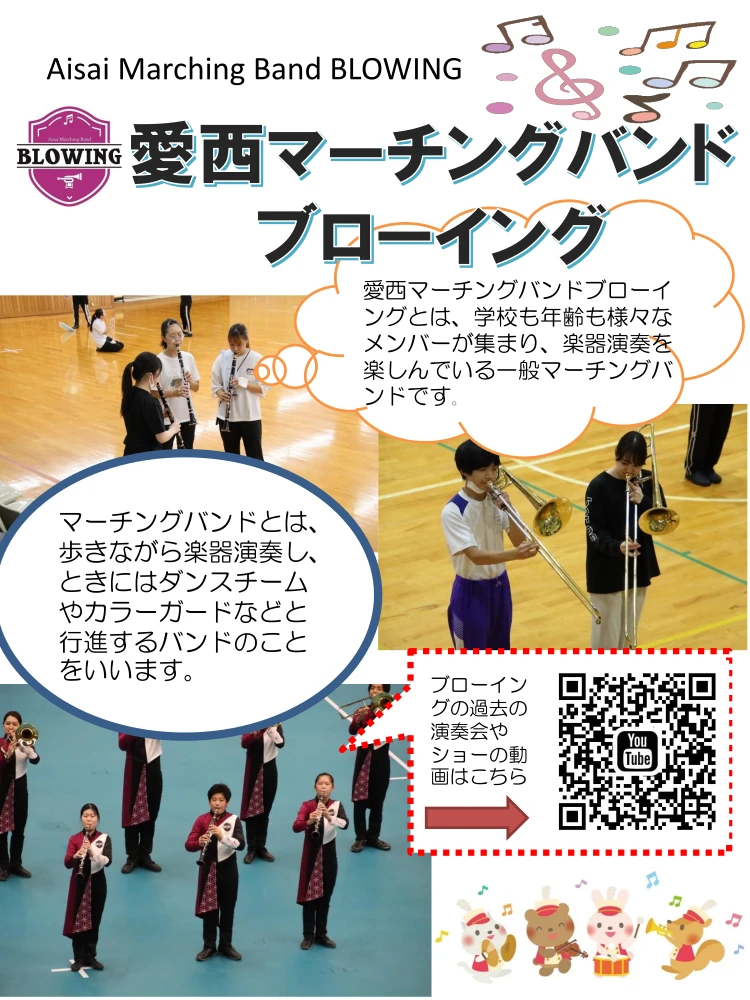 Aisai Marching Band BLOWING
Aisai Marching Band
BLOWING
愛西マーチングバンド
ブローイング
愛西マーチングバンドブローイ
ングとは、学校も年齢も様々な
メンバーが集まり、楽器演奏を
楽しんでいる一般マーチングバ
ンドです。
マーチングバンドとは、
歩きながら楽器演奏し、
ときにはダンスチーム
やカラーガードなどと
行進するバンドのこと
をいいます。
ブローイン
グの過去の
演奏会や
ショーの動
画はこちら
You
Tube